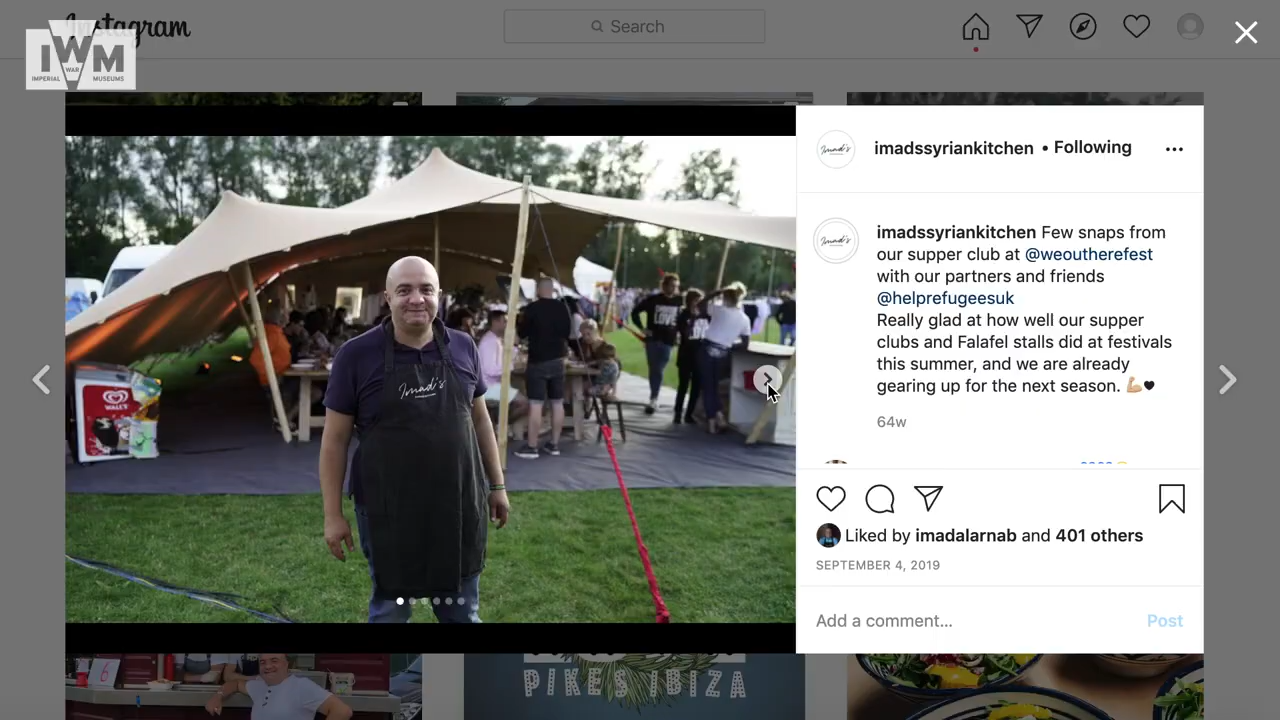 Instagram
Search
IWM
IMPERIAL WAR MUSEUMS
imadssyriankitchen • Following
Imad's
imadssyriankitchen Few snaps from
our supper club at @weoutherefest
with our partners and friends
@helprefugeesuk
Really glad at how well our supper
clubs and Falafel stalls did at festivals
this summer, and we are already
gearing up for the next season. 💪🏼🖤
64w
Liked by imadalarnab and 401 others
SEPTEMBER 4, 2019
Add a comment...
Post
WALL'S
Imad's
6
PIKES IBIZA